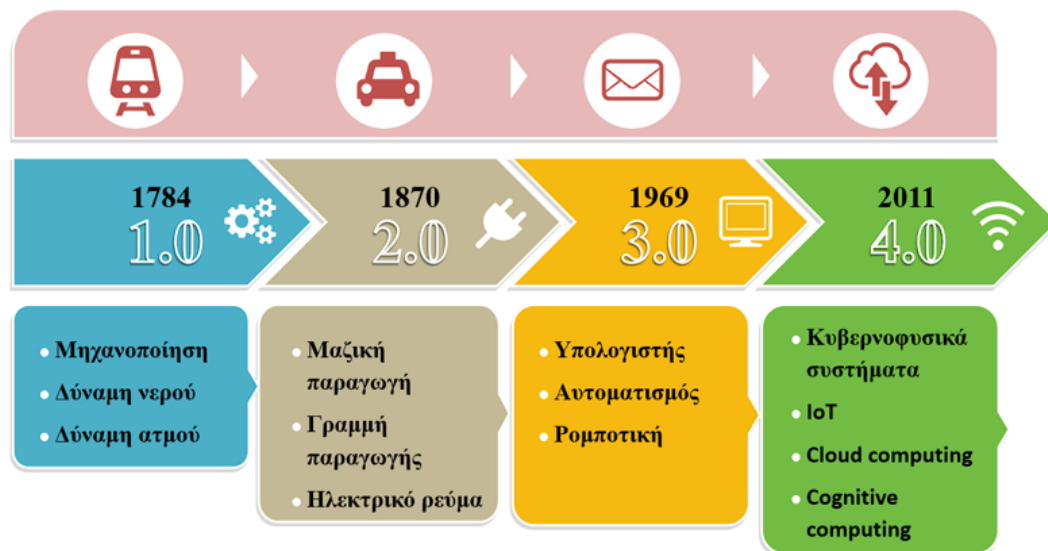 1784
1.0
1870
2.0
1969
3.0
2011
4.0
• Μηχανοποίηση
• Δύναμη νερού
• Δύναμη ατμού
• Μαζική
παραγωγή
• Γραμμή
παραγωγής
• Ηλεκτρικό ρεύμα
• Υπολογιστής
• Αυτοματισμός
• Ρομποτική
• Κυβερνοφυσικά
συστήματα
• IoT
• Cloud computing
• Cognitive
computing